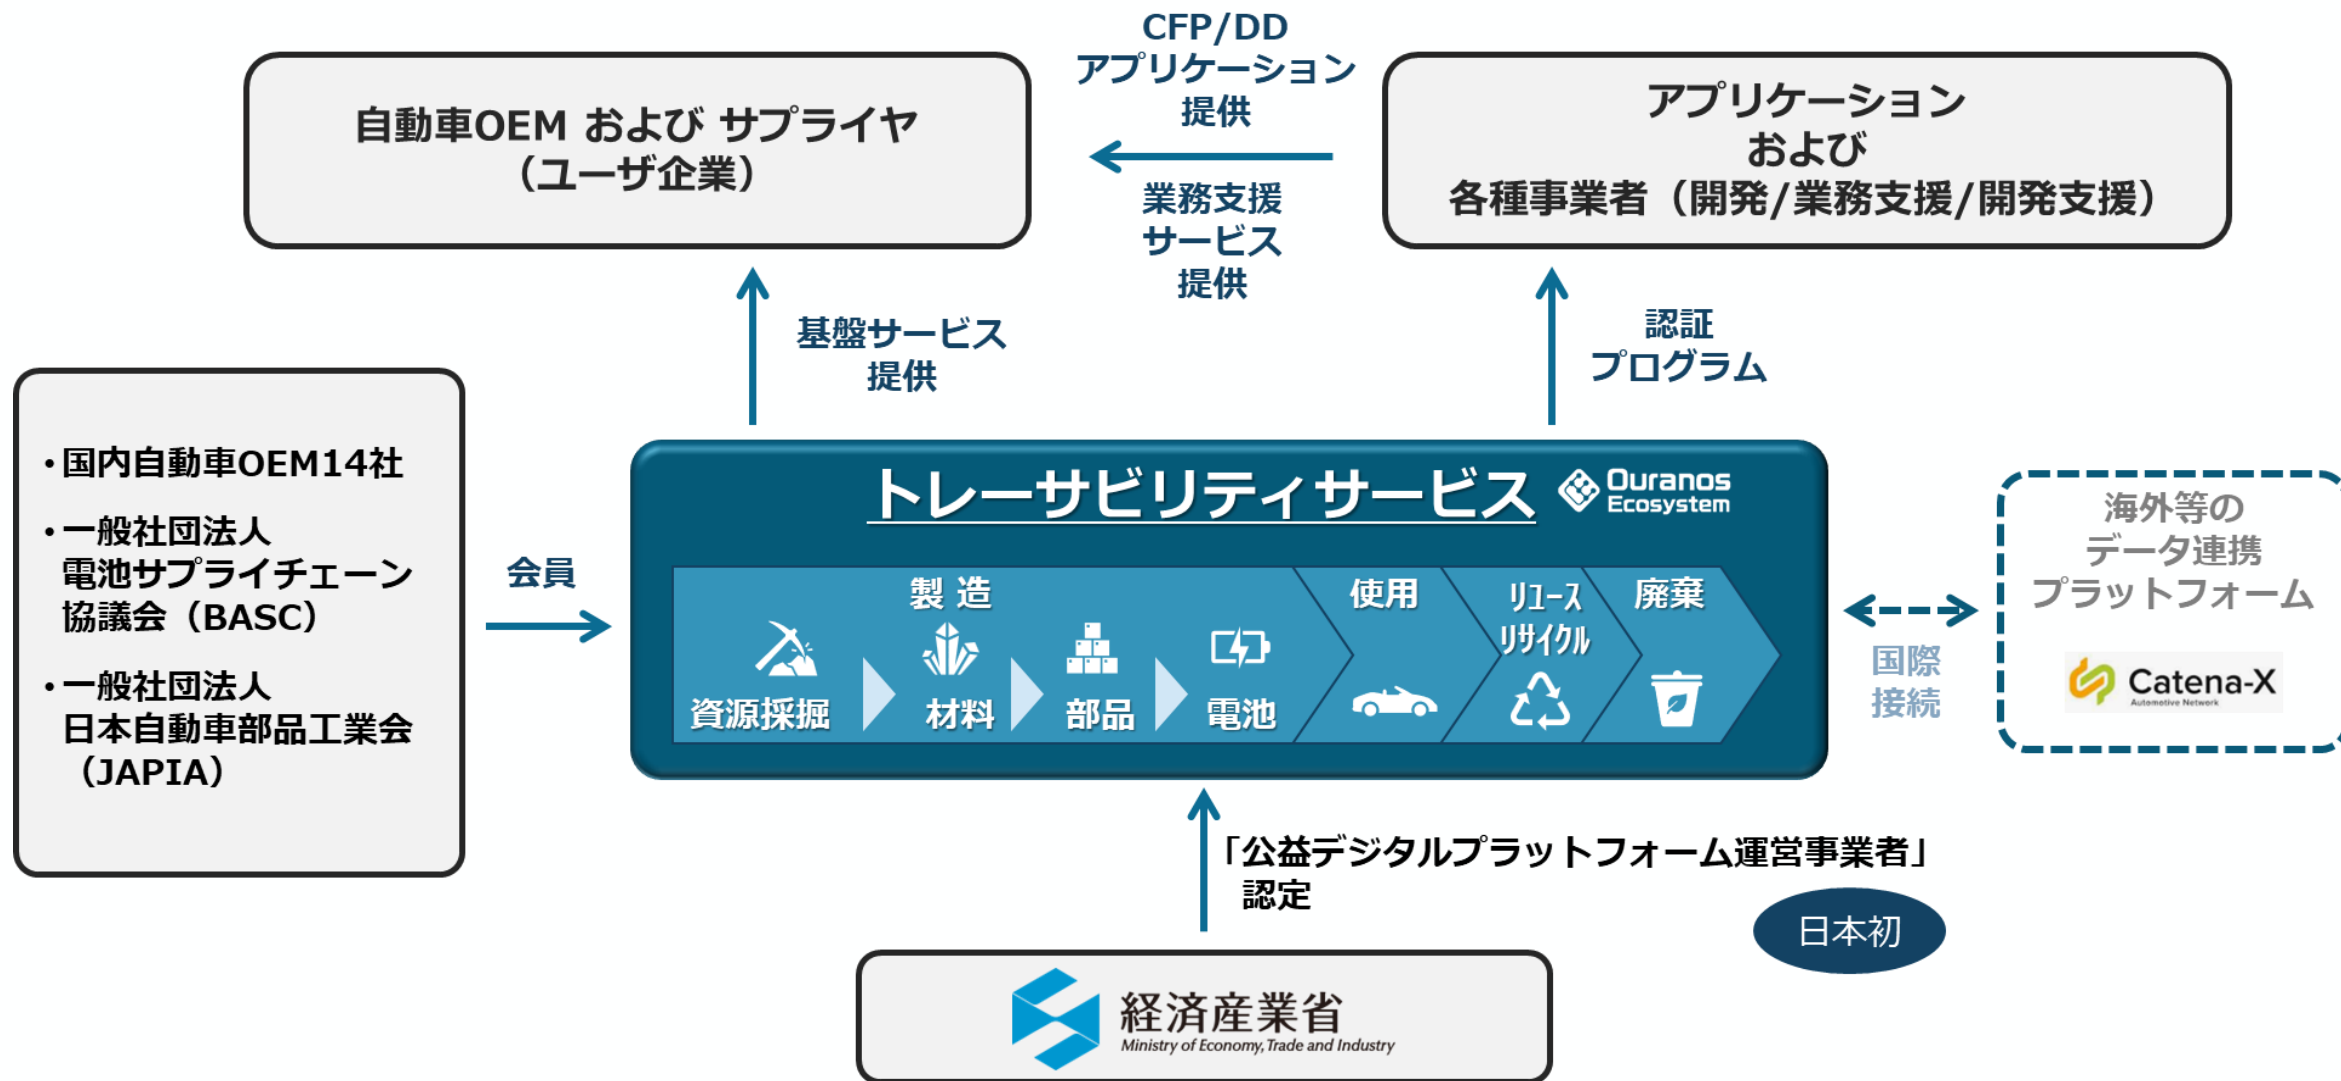 CFP/DD
アプリケーション
提供
自動車OEM および サプライヤ
（ユーザ企業）
アプリケーション
および
各種事業者（開発/業務支援/開発支援）
業務支援
サービス
提供
基盤サービス
提供
認証
プログラム
・国内自動車OEM14社
・一般社団法人
電池サプライチェーン
協議会（BASC）
・一般社団法人
日本自動車部品工業会
（JAPIA）
会員
トレーサビリティサービス
Ouranos
Ecosystem
製 造
資源採掘
材料
部品
電池
使用
リユース
リサイクル
廃棄
国際
接続
海外等の
データ連携
プラットフォーム
Catena-X
Automotive Network
「公益デジタルプラットフォーム運営事業者」
認定
日本初
経済産業省
Ministry of Economy, Trade and Industry